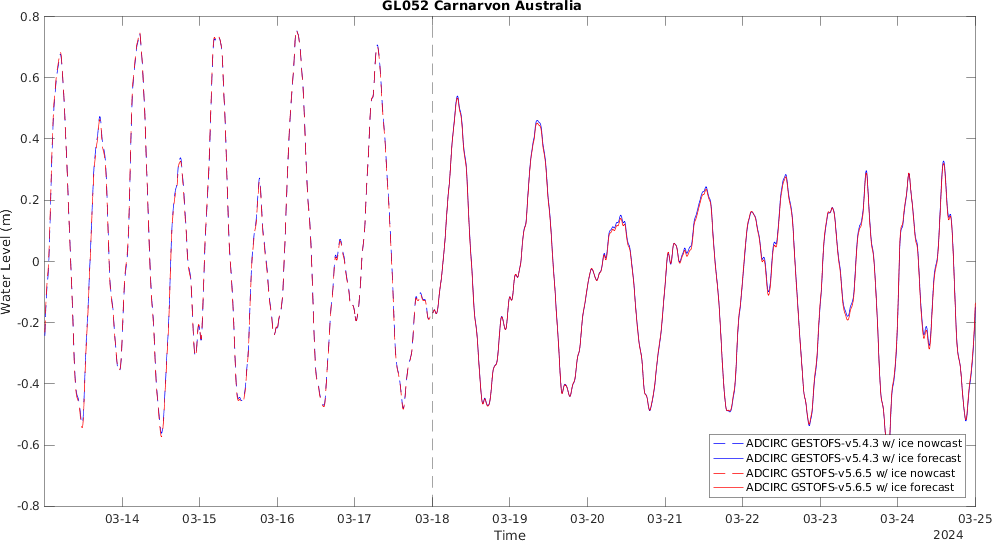 GL052 Carnarvon Australia
Water Level (m)
0.8
0.6
0.4
0.2
0
-0.2
-0.4
-0.6
-0.8
ADCIRC GESTOFS-v5.4.3 w/ ice nowcast
ADCIRC GESTOFS-v5.4.3 w/ ice forecast
ADCIRC GSTOFS-v5.6.5 w/ ice nowcast
ADCIRC GSTOFS-v5.6.5 w/ ice forecast
03-14 03-15 03-16 03-17 03-18 03-19 03-20 03-21 03-22 03-23 03-24 03-25
Time
2024